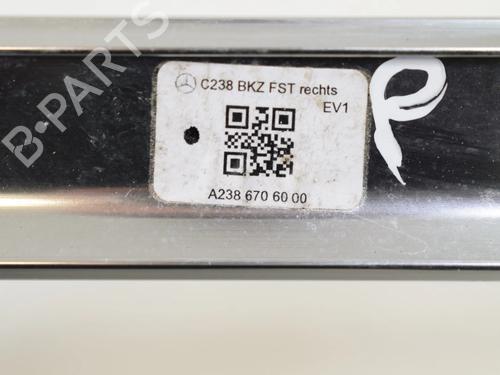 B-PARTS
C238 BKZ FST rechts
EV1
A238 670 60 00
R